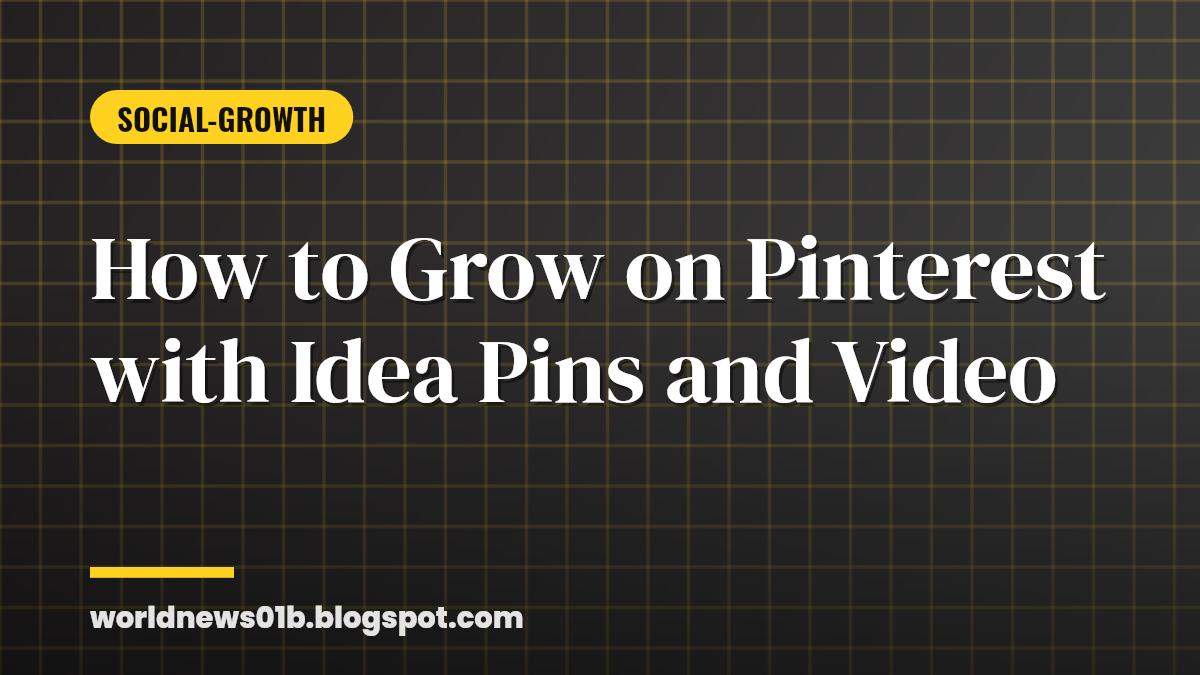 SOCIAL-GROWTH
How to Grow on Pinterest
with Idea Pins and Video
worldnews01b.blogspot.com